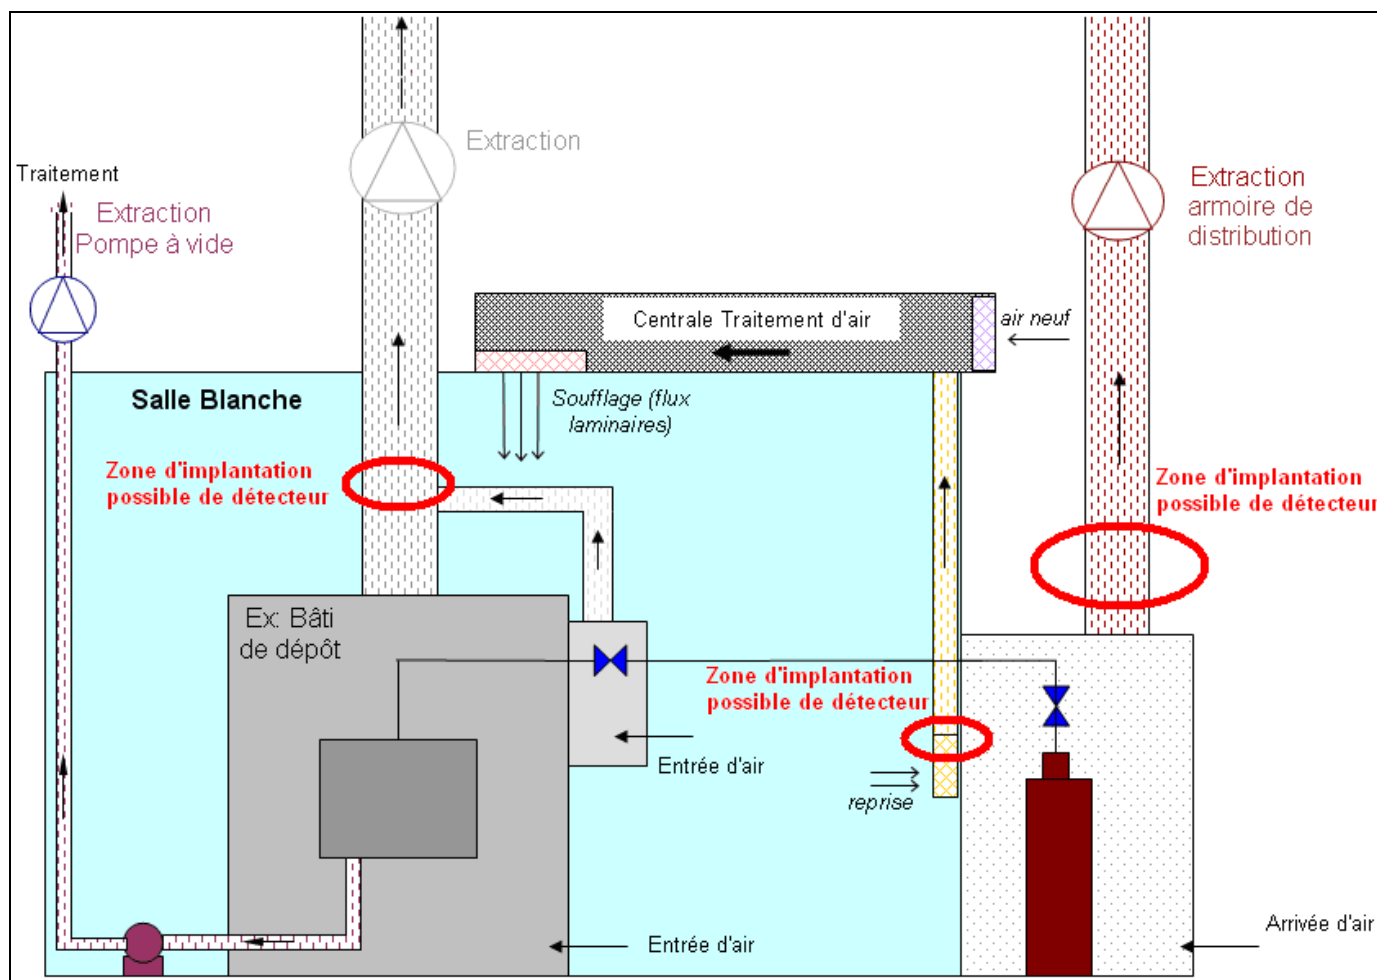 Extraction
Traitement
Extraction
Pompe à vide
Extraction
armoire de
distribution
Centrale Traitement d'air
air neuf
Salle Blanche
Soufflage (flux
laminaires)
Zone d'implantation
possible de détecteur
Zone d'implantation
possible de détecteur
Ex: Bâti
de dépôt
Zone d'implantation
possible de détecteur
Entrée d'air
reprise
Entrée d'air
Arrivée d'air